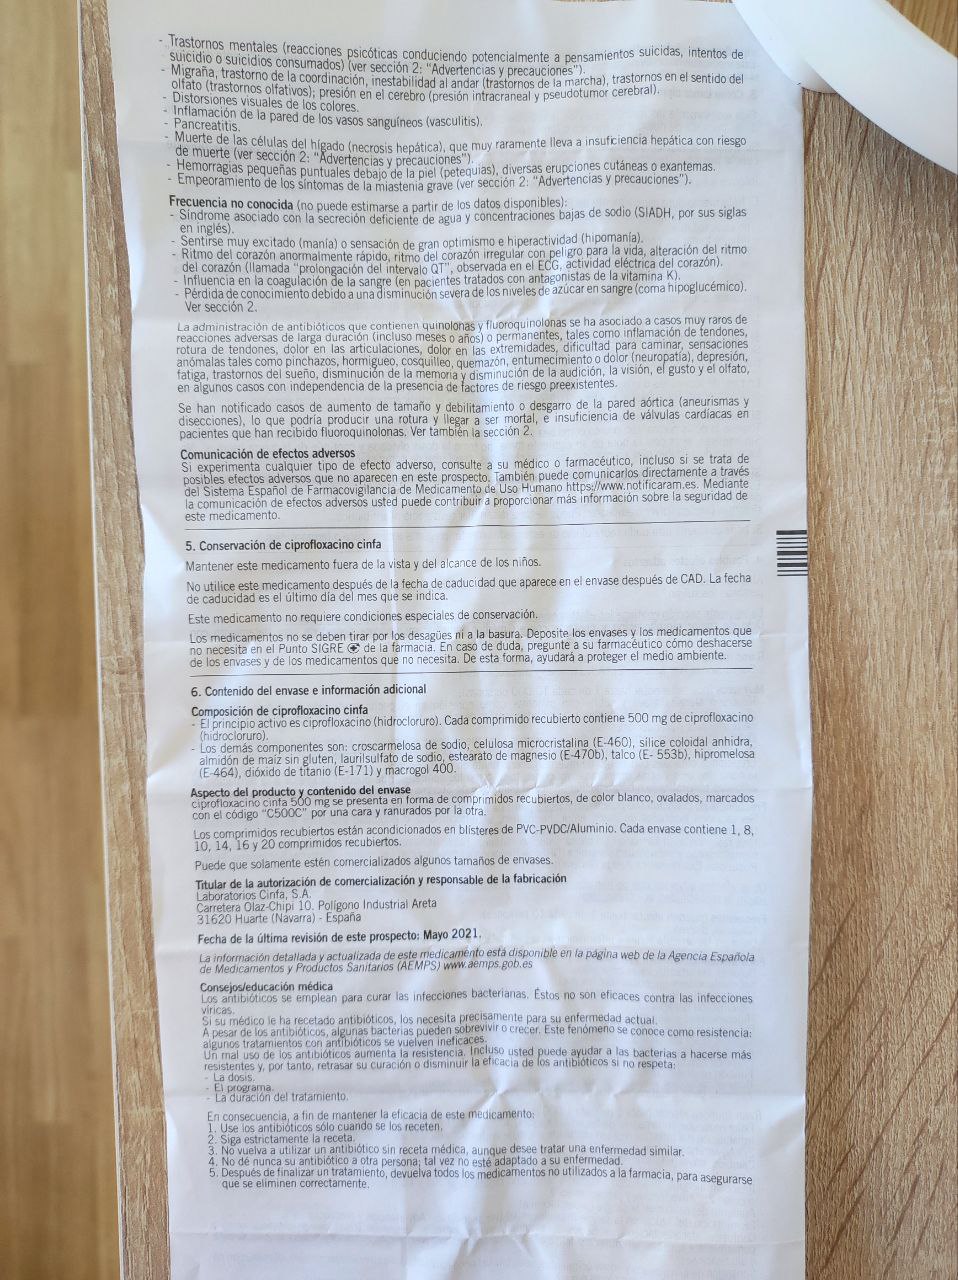 - Trastornos mentales (reacciones psicóticas conduciendo potencialmente a pensamientos suicidas, intentos de
suicidio o suicidios consumados) (ver sección 2: “Advertencias y precauciones”).
- Migraña, trastorno de la coordinación, inestabilidad al andar (trastornos de la marcha), trastornos en el sentido del
olfato (trastornos olfativos); presión en el cerebro (presión intracraneal y pseudotumor cerebral).
- Distorsiones visuales de los colores.
- Inflamación de la pared de los vasos sanguíneos (vasculitis).
- Pancreatitis.
- Muerte de las células del hígado (necrosis hepática), que muy raramente lleva a insuficiencia hepática con riesgo
de muerte (ver sección 2: “Advertencias y precauciones”).
- Hemorragias pequeñas puntuales debajo de la piel (petequias), diversas erupciones cutáneas o exantemas.
- Empeoramiento de los síntomas de la miastenia grave (ver sección 2: “Advertencias y precauciones”).
Frecuencia no conocida (no puede estimarse a partir de los datos disponibles):
- Síndrome asociado con la secreción deficiente de agua y concentraciones bajas de sodio (SIADH, por sus siglas
en inglés).
- Sentirse muy excitado (manía) o sensación de gran optimismo e hiperactividad (hipomanía).
- Ritmo del corazón anormalmente rápido, ritmo del corazón irregular con peligro para la vida, alteración del ritmo
del corazón (llamada “prolongación del intervalo QT”, observada en el ECG, actividad eléctrica del corazón).
- Influencia en la coagulación de la sangre (en pacientes tratados con antagonistas de la vitamina K).
- Pérdida de conocimiento debido a una disminución severa de los niveles de azúcar en sangre (coma hipoglucémico).
Ver sección 2.
La administración de antibióticos que contienen quinolonas y fluoroquinolonas se ha asociado a casos muy raros de
reacciones adversas de larga duración (incluso meses o años) o permanentes, tales como inflamación de tendones,
rotura de tendones, dolor en las articulaciones, dolor en las extremidades, dificultad para caminar, sensaciones
anómalas tales como pinchazos, hormigueo, cosquilleo, quemazón, entumecimiento o dolor (neuropatía), depresión,
fatiga, trastornos del sueño, disminución de la memoria y disminución de la audición, la visión, el gusto y el olfato,
en algunos casos con independencia de la presencia de factores de riesgo preexistentes.
Se han notificado casos de aumento de tamaño y debilitamiento o desgarro de la pared aórtica (aneurismas y
disecciones), lo que podría producir una rotura y llegar a ser mortal, e insuficiencia de válvulas cardíacas en
pacientes que han recibido fluoroquinolonas. Ver también la sección 2.
Comunicación de efectos adversos
Si experimenta cualquier tipo de efecto adverso, consulte a su médico o farmacéutico, incluso si se trata de
posibles efectos adversos que no aparecen en este prospecto. También puede comunicarlos directamente a través
del Sistema Español de Farmacovigilancia de Medicamento de Uso Humano https://www.notificaram.es. Mediante
la comunicación de efectos adversos usted puede contribuir a proporcionar más información sobre la seguridad de
este medicamento.
5. Conservación de ciprofloxacino cinfa
Mantener este medicamento fuera de la vista y del alcance de los niños.
No utilice este medicamento después de la fecha de caducidad que aparece en el envase después de CAD. La fecha
de caducidad es el último día del mes que se indica.
Este medicamento no requiere condiciones especiales de conservación.
Los medicamentos no se deben tirar por los desagües ni a la basura. Deposite los envases y los medicamentos que
no necesita en el Punto SIGRE de la farmacia. En caso de duda, pregunte a su farmacéutico cómo deshacerse
de los envases y de los medicamentos que no necesita. De esta forma, ayudará a proteger el medio ambiente.
6. Contenido del envase e información adicional
Composición de ciprofloxacino cinfa
- El principio activo es ciprofloxacino (hidrocloruro). Cada comprimido recubierto contiene 500 mg de ciprofloxacino
(hidrocloruro).
- Los demás componentes son: croscarmelosa de sodio, celulosa microcristalina (E-460), sílice coloidal anhidra,
almidón de maíz sin gluten, laurilsulfato de sodio, estearato de magnesio (E-470b), talco (E- 553b), hipromelosa
(E-464), dióxido de titanio (E-171) y macrogol 400.
Aspecto del producto y contenido del envase
ciprofloxacino cinfa 500 mg se presenta en forma de comprimidos recubiertos, de color blanco, ovalados, marcados
con el código “C500C” por una cara y ranurados por la otra.
Los comprimidos recubiertos están acondicionados en blísteres de PVC-PVDC/Aluminio. Cada envase contiene 1, 8,
10, 14, 16 y 20 comprimidos recubiertos.
Puede que solamente estén comercializados algunos tamaños de envases.
Titular de la autorización de comercialización y responsable de la fabricación
Laboratorios Cinfa, S.A.
Carretera Olaz-Chipi 10. Polígono Industrial Areta
31620 Huarte (Navarra) - España
Fecha de la última revisión de este prospecto: Mayo 2021.
La información detallada y actualizada de este medicamento está disponible en la página web de la Agencia Española
de Medicamentos y Productos Sanitarios (AEMPS) www.aemps.gob.es
Consejos/educación médica
Los antibióticos se emplean para curar las infecciones bacterianas. Éstos no son eficaces contra las infecciones
víricas.
Si su médico le ha recetado antibióticos, los necesita precisamente para su enfermedad actual.
A pesar de los antibióticos, algunas bacterias pueden sobrevivir o crecer. Este fenómeno se conoce como resistencia:
algunos tratamientos con antibióticos se vuelven ineficaces.
Un mal uso de los antibióticos aumenta la resistencia. Incluso usted puede ayudar a las bacterias a hacerse más
resistentes y, por tanto, retrasar su curación o disminuir la eficacia de los antibióticos si no respeta:
- La dosis.
- El programa.
- La duración del tratamiento.
En consecuencia, a fin de mantener la eficacia de este medicamento:
1. Use los antibióticos sólo cuando se los receten.
2. Siga estrictamente la receta.
3. No vuelva a utilizar un antibiótico sin receta médica, aunque desee tratar una enfermedad similar.
4. No dé nunca su antibiótico a otra persona; tal vez no esté adaptado a su enfermedad.
5. Después de finalizar un tratamiento, devuelva todos los medicamentos no utilizados a la farmacia, para asegurarse
que se eliminen correctamente.